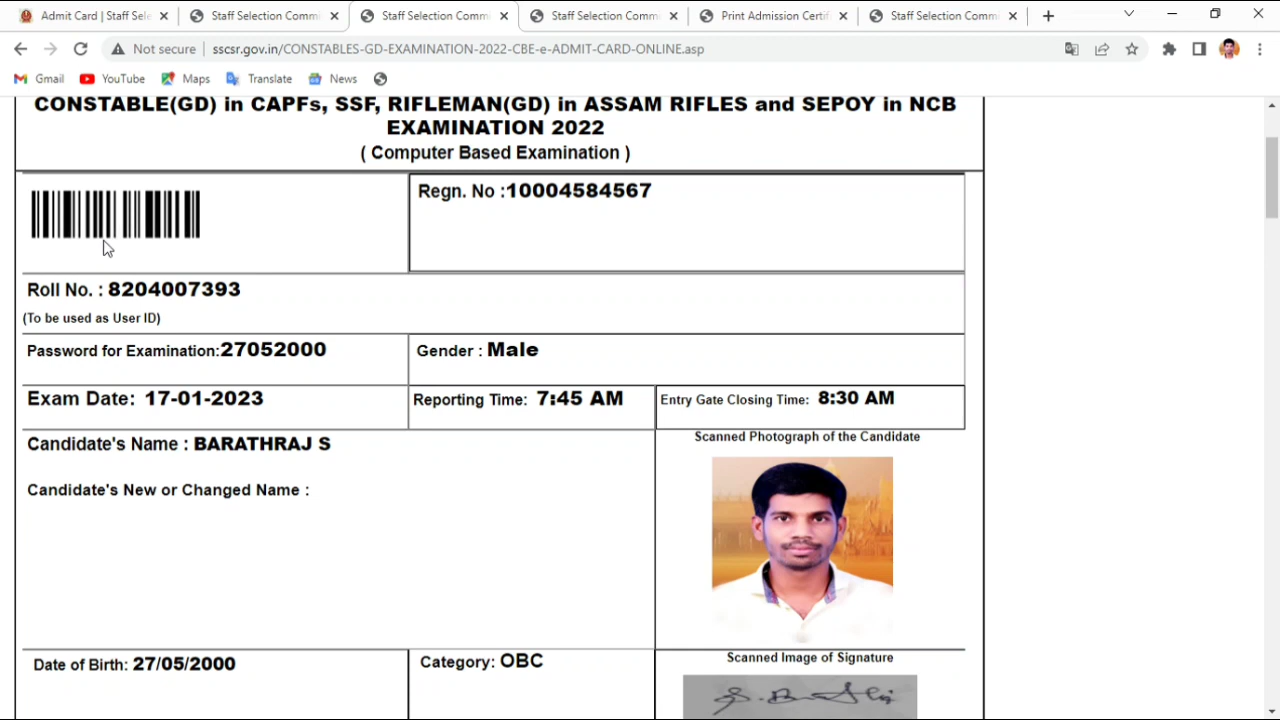 Admit Card | Staff Sele
Staff Selection Commi
Staff Selection Commi
Staff Selection Commi
Print Admission Certif
Staff Selection Commi
Not secure
sscsr.gov.in/CONSTABLES-GD-EXAMINATION-2022-CBE-e-ADMIT-CARD-ONLINE.asp
Gmail
YouTube
Maps
Translate
News
CONSTABLE(GD) in CAPFs, SSF, RIFLEMAN(GD) in ASSAM RIFLES and SEPOY in NCB
EXAMINATION 2022
( Computer Based Examination )
Regn. No :10004584567
Roll No. : 8204007393
(To be used as User ID)
Password for Examination:27052000
Gender : Male
Exam Date: 17-01-2023
Reporting Time: 7:45 AM
Entry Gate Closing Time: 8:30 AM
Candidate's Name : BARATHRAJ S
Scanned Photograph of the Candidate
Candidate's New or Changed Name :
Date of Birth: 27/05/2000
Category: OBC
Scanned Image of Signature